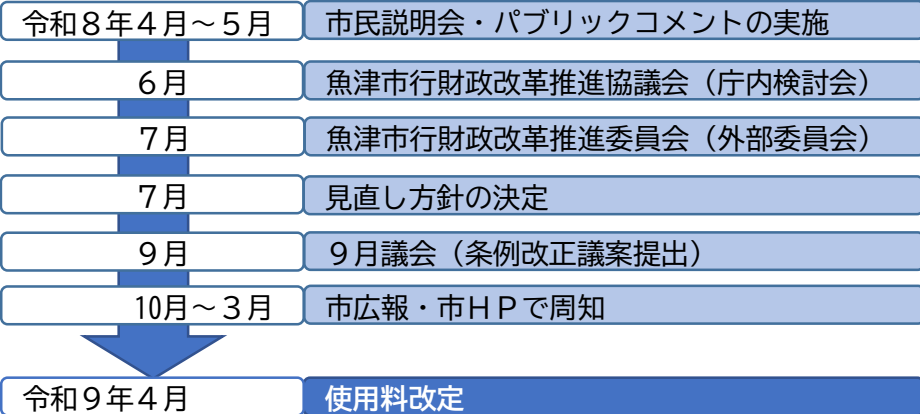 令和８年４月～５月 市民説明会・パブリックコメントの実施
６月 魚津市行財政改革推進協議会（庁内検討会）
７月 魚津市行財政改革推進委員会（外部委員会）
７月 見直し方針の決定
９月 ９月議会（条例改正議案提出）
10月～３月 市広報・市ＨＰで周知
令和９年４月 使用料改定